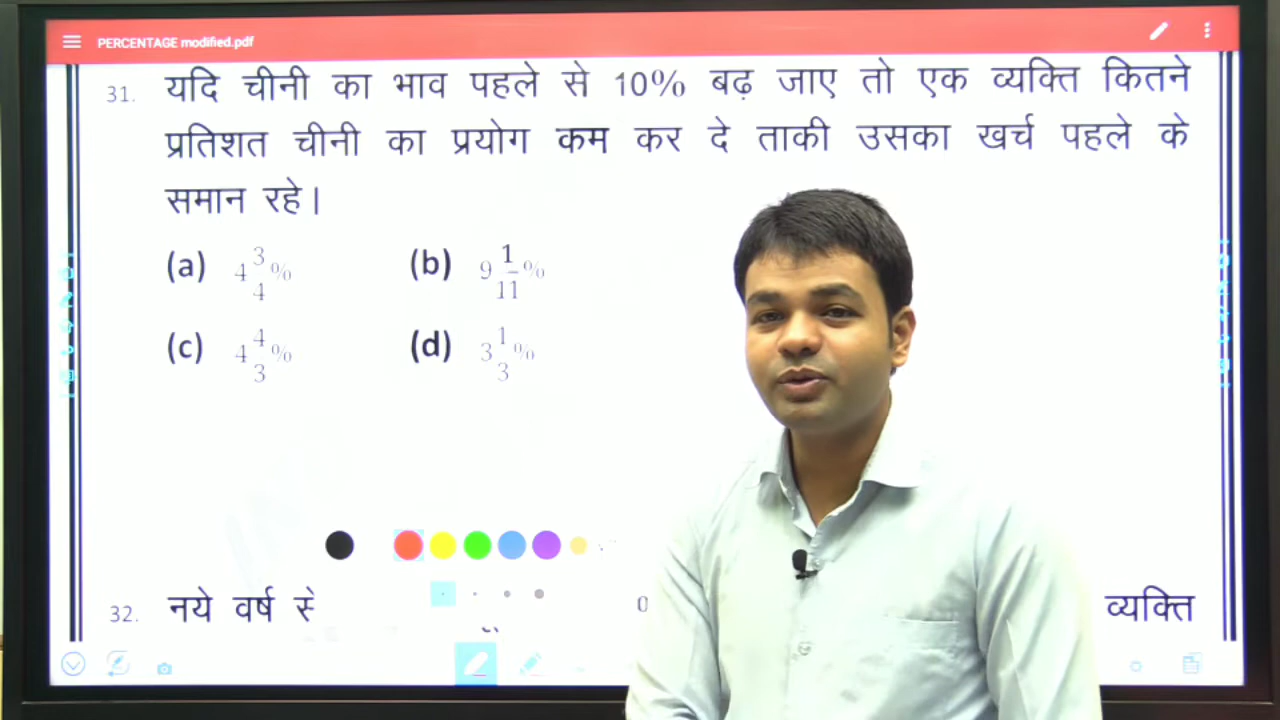 PERCENTAGE modified.pdf
31. यदि चीनी का भाव पहले से 10% बढ़ जाए तो एक व्यक्ति कितने
प्रतिशत चीनी का प्रयोग कम कर दे ताकी उसका खर्च पहले के
समान रहे।
(a) 4 3/4 % (b) 9 1/11 %
(c) 4 4/3 % (d) 3 1/3 %
32. नये वर्ष से 0 व्यक्ति